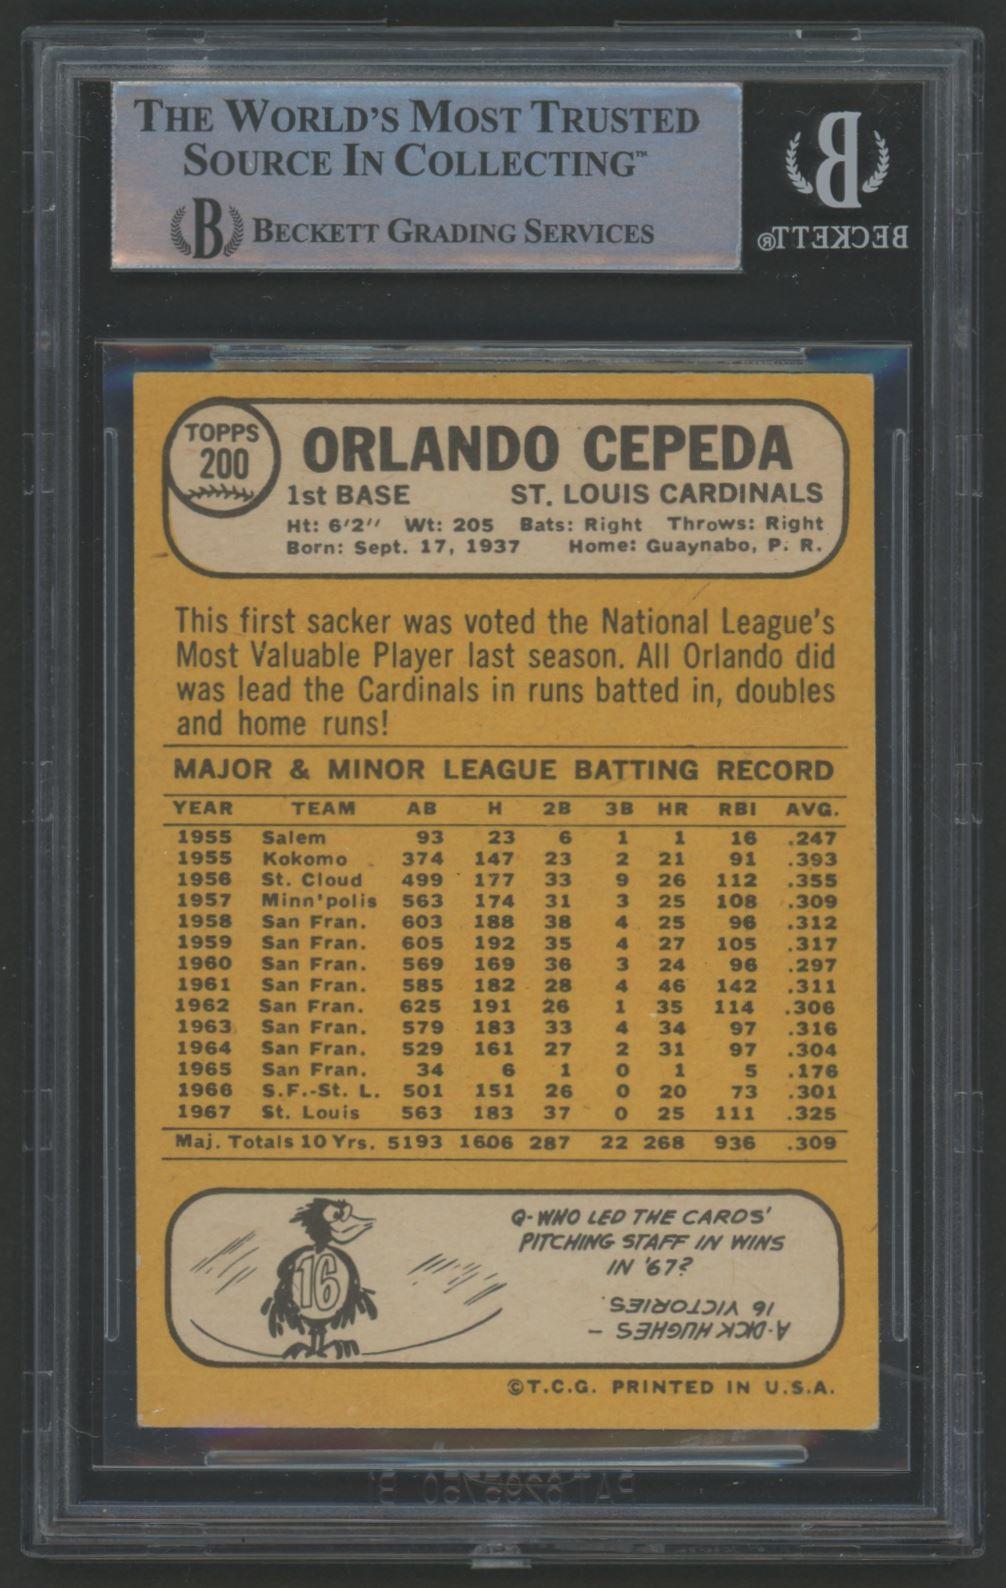 THE WORLD'S MOST TRUSTED
SOURCE IN COLLECTING™
B BECKETT GRADING SERVICES
B
BECKETT®
TOPPS
200
ORLANDO CEPEDA
1st BASE ST. LOUIS CARDINALS
Ht: 6'2" Wt: 205 Bats: Right Throws: Right
Born: Sept. 17, 1937 Home: Guaynabo, P. R.
This first sacker was voted the National League's
Most Valuable Player last season. All Orlando did
was lead the Cardinals in runs batted in, doubles
and home runs!
MAJOR & MINOR LEAGUE BATTING RECORD
YEAR TEAM AB H 2B 3B HR RBI AVG.
1955 Salem 93 23 6 1 1 16 .247
1955 Kokomo 374 147 23 2 21 91 .393
1956 St. Cloud 499 177 33 9 26 112 .355
1957 Minn'polis 563 174 31 3 25 108 .309
1958 San Fran. 603 188 38 4 25 96 .312
1959 San Fran. 605 192 35 4 27 105 .317
1960 San Fran. 569 169 36 3 24 96 .297
1961 San Fran. 585 182 28 4 46 142 .311
1962 San Fran. 625 191 26 1 35 114 .306
1963 San Fran. 579 183 33 4 34 97 .316
1964 San Fran. 529 161 27 2 31 97 .304
1965 San Fran. 34 6 1 0 1 5 .176
1966 S.F.-St. L. 501 151 26 0 20 73 .301
1967 St. Louis 563 183 37 0 25 111 .325
Maj. Totals 10 Yrs. 5193 1606 287 22 268 936 .309
16
Q-WHO LED THE CARDS'
PITCHING STAFF IN WINS
IN '67?
A-DICK HUGHES –
16 VICTORIES.
©T.C.G. PRINTED IN U.S.A.